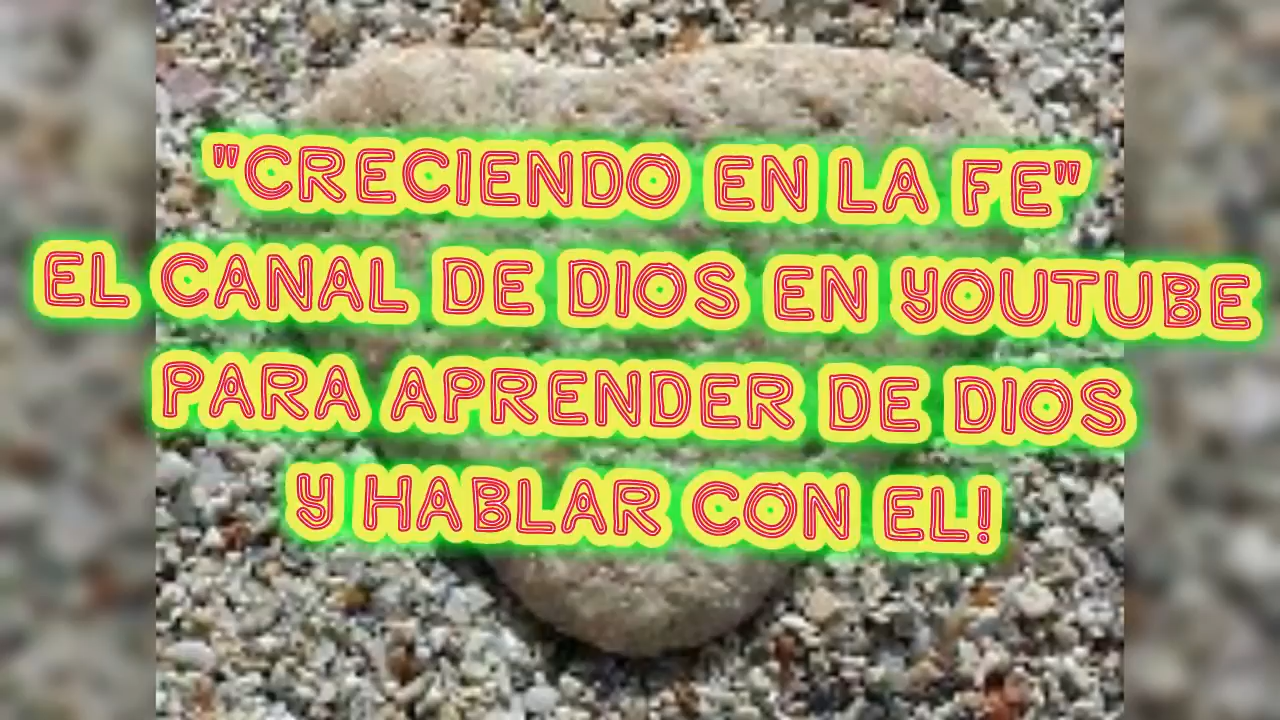 "CRECIENDO EN LA FE"
EL CANAL DE DIOS EN YOUTUBE
PARA APRENDER DE DIOS
Y HABLAR CON EL!